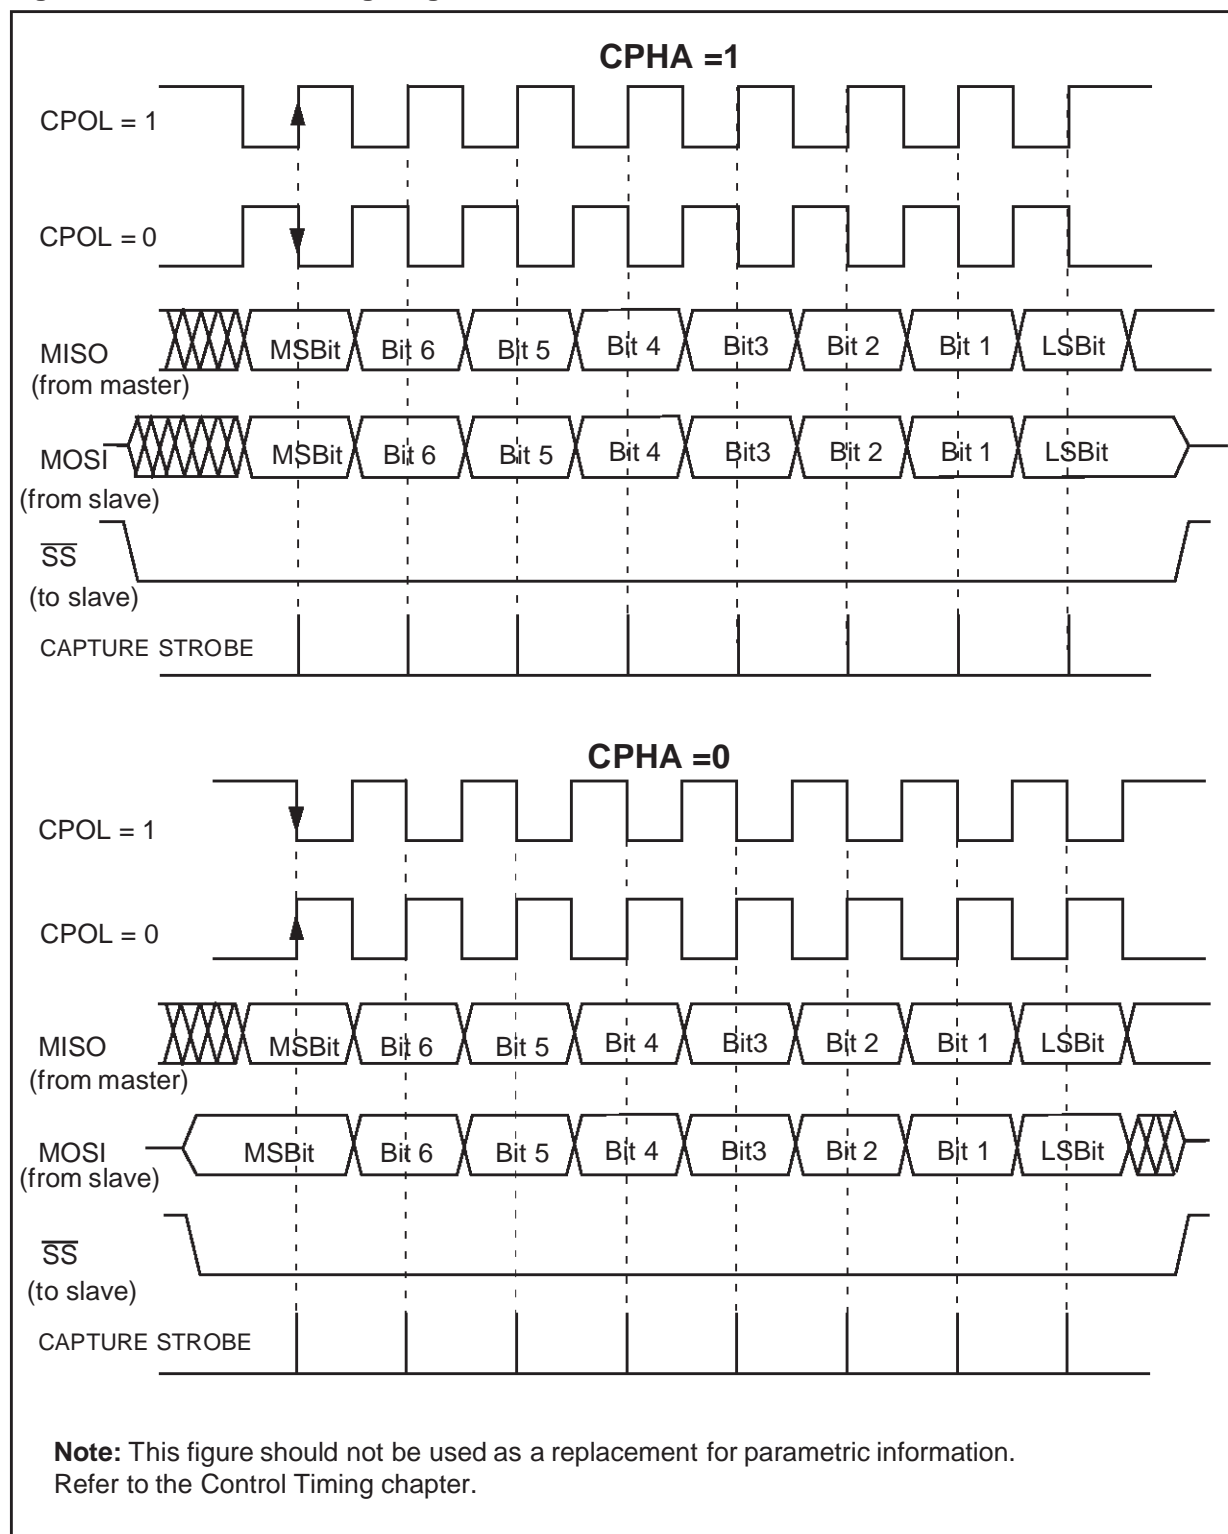 CPHA =1
CPOL = 1
CPOL = 0
MISO
(from master)
MSBit Bit 6 Bit 5 Bit 4 Bit3 Bit 2 Bit 1 LSBit
MOSI
(from slave)
MSBit Bit 6 Bit 5 Bit 4 Bit3 Bit 2 Bit 1 LSBit
SS
(to slave)
CAPTURE STROBE
CPHA =0
CPOL = 1
CPOL = 0
MISO
(from master)
MSBit Bit 6 Bit 5 Bit 4 Bit3 Bit 2 Bit 1 LSBit
MOSI
(from slave)
MSBit Bit 6 Bit 5 Bit 4 Bit3 Bit 2 Bit 1 LSBit
SS
(to slave)
CAPTURE STROBE
Note: This figure should not be used as a replacement for parametric information.
Refer to the Control Timing chapter.